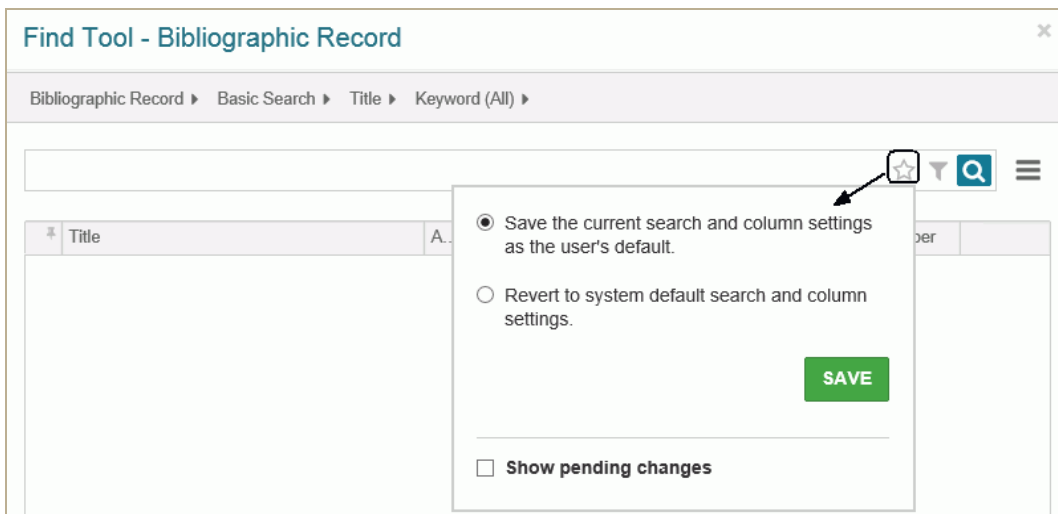 Find Tool - Bibliographic Record
Bibliographic Record Basic Search Title Keyword (All)
Title A.. ber
Save the current search and column settings
as the user's default.
Revert to system default search and column
settings.
SAVE
Show pending changes